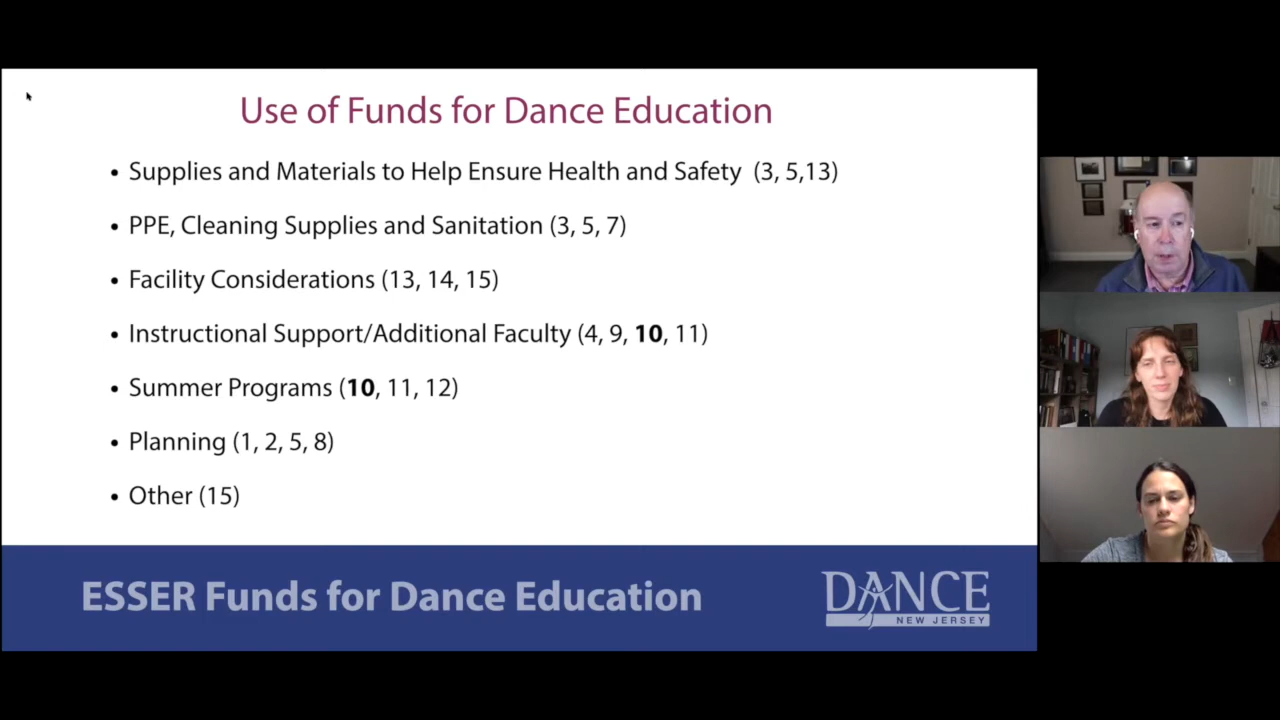 Use of Funds for Dance Education
• Supplies and Materials to Help Ensure Health and Safety (3, 5,13)
• PPE, Cleaning Supplies and Sanitation (3, 5, 7)
• Facility Considerations (13, 14, 15)
• Instructional Support/Additional Faculty (4, 9, 10, 11)
• Summer Programs (10, 11, 12)
• Planning (1, 2, 5, 8)
• Other (15)
ESSER Funds for Dance Education
DANCE
NEW JERSEY